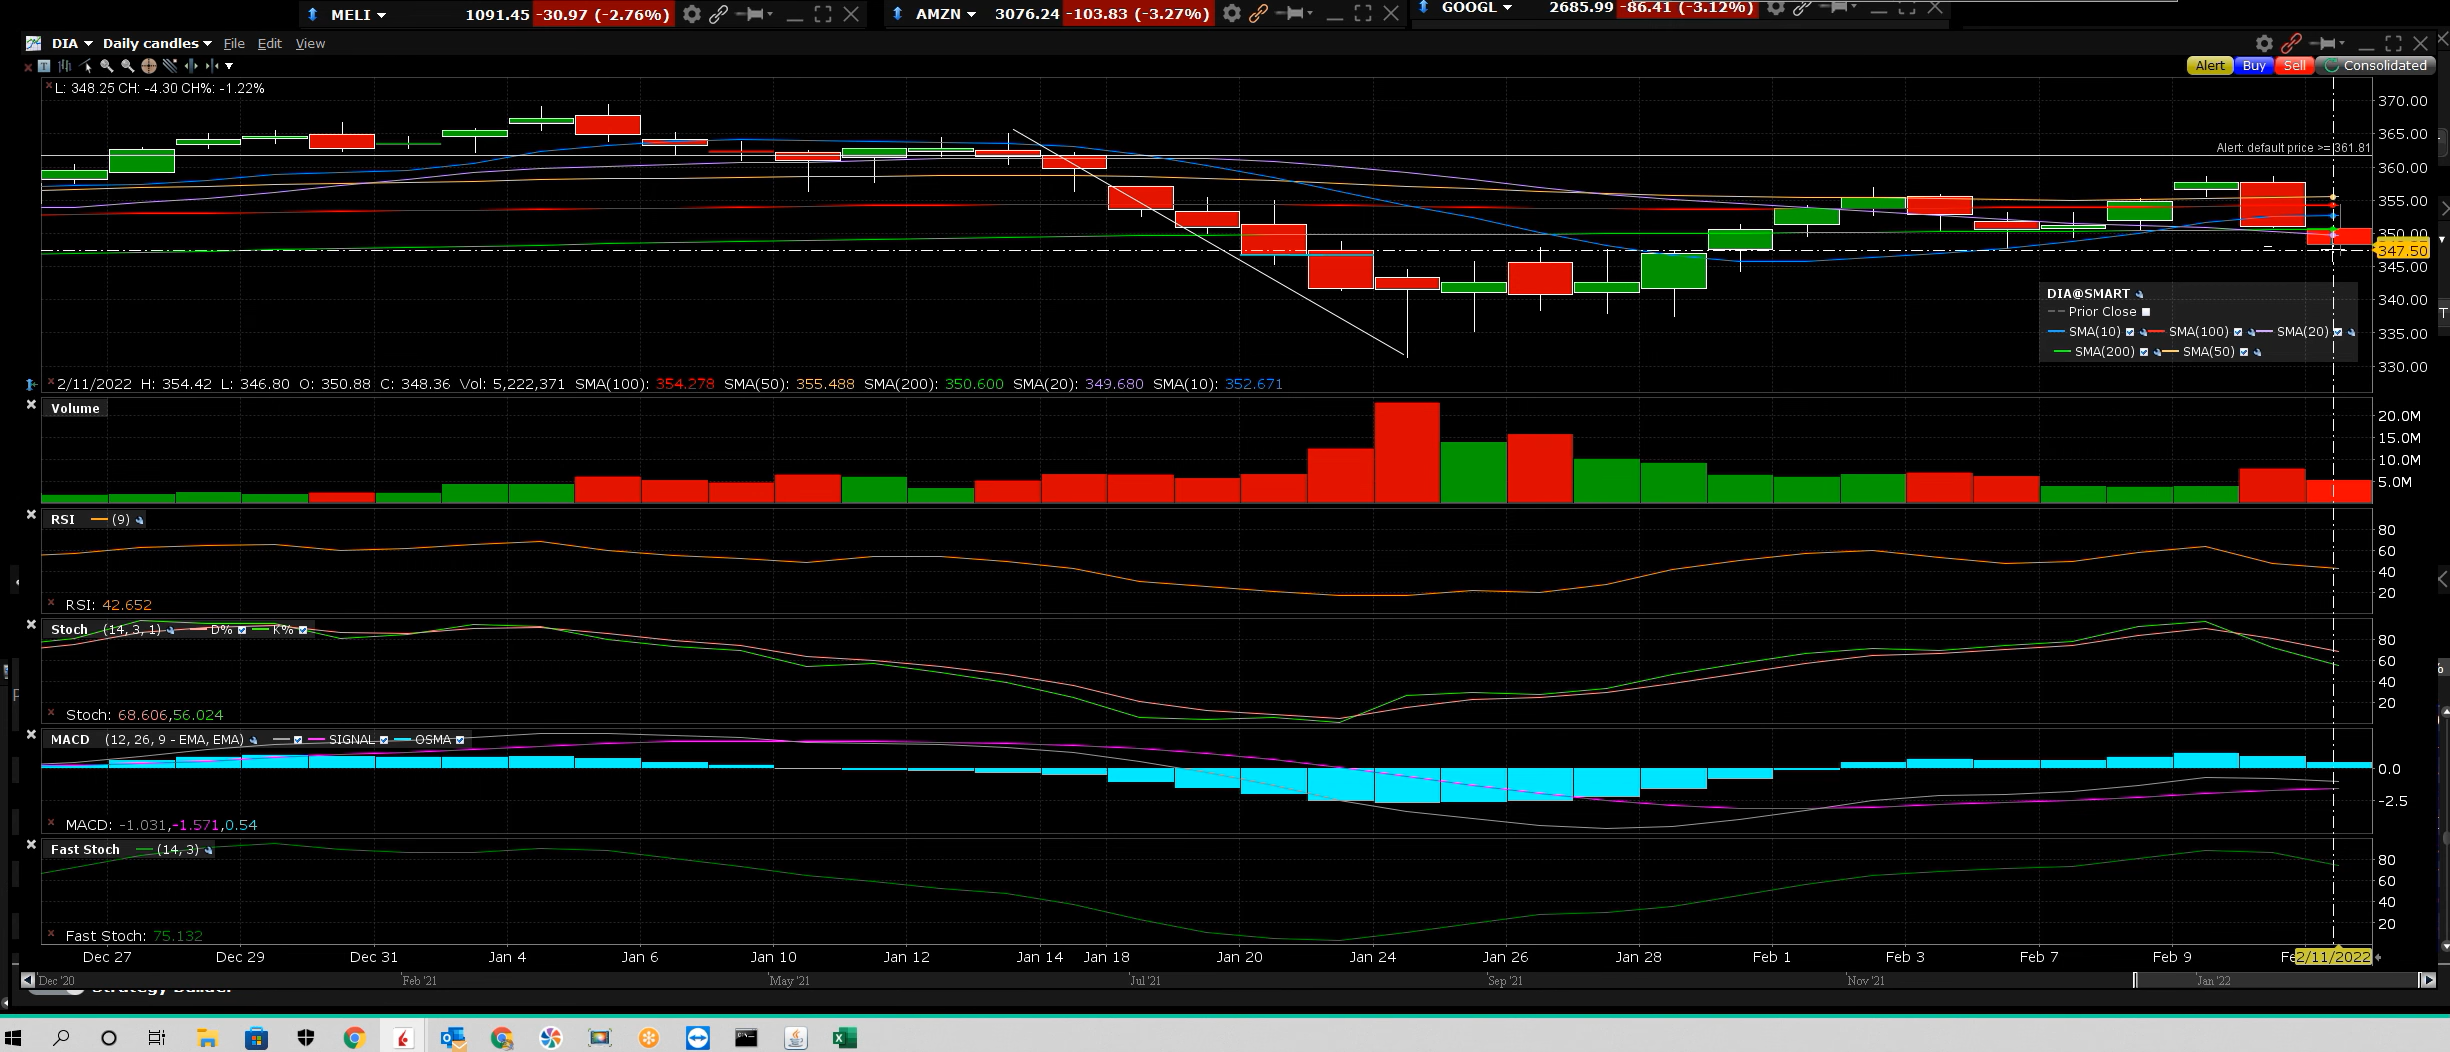 MELI 1091.45 -30.97 (-2.76%) AMZN 3076.24 -103.83 (-3.27%) GOOGL 2685.99 -86.41 (-3.12%)
DIA Daily candles File Edit View
Alert Buy Sell Consolidated
L: 348.25 CH: -4.30 CH%: -1.22%
370.00
365.00
Alert: default price >= 361.81
360.00
355.00
350.00
347.50
345.00
DIA@SMART
Prior Close
340.00
SMA(10) SMA(100) SMA(20)
335.00
SMA(200) SMA(50)
330.00
2/11/2022 H: 354.42 L: 346.80 O: 350.88 C: 348.36 Vol: 5,222,371 SMA(100): 354.278 SMA(50): 355.488 SMA(200): 350.600 SMA(20): 349.680 SMA(10): 352.671
Volume
20.0M
15.0M
10.0M
5.0M
RSI (9)
80
60
40
20
RSI: 42.652
Stoch (14, 3, 1) D% K%
80
60
40
20
Stoch: 68.606,56.024
MACD (12, 26, 9 - EMA, EMA) SIGNAL OSMA
0.0
-2.5
MACD: -1.031,-1.571,0.54
Fast Stoch (14, 3)
80
60
40
20
Fast Stoch: 75.132
Dec 27 Dec 29 Dec 31 Jan 4 Jan 6 Jan 10 Jan 12 Jan 14 Jan 18 Jan 20 Jan 24 Jan 26 Jan 28 Feb 1 Feb 3 Feb 7 Feb 9 2/11/2022
Dec '20 Feb '21 May '21 Jul '21 Sep '21 Nov '21 Jan '22